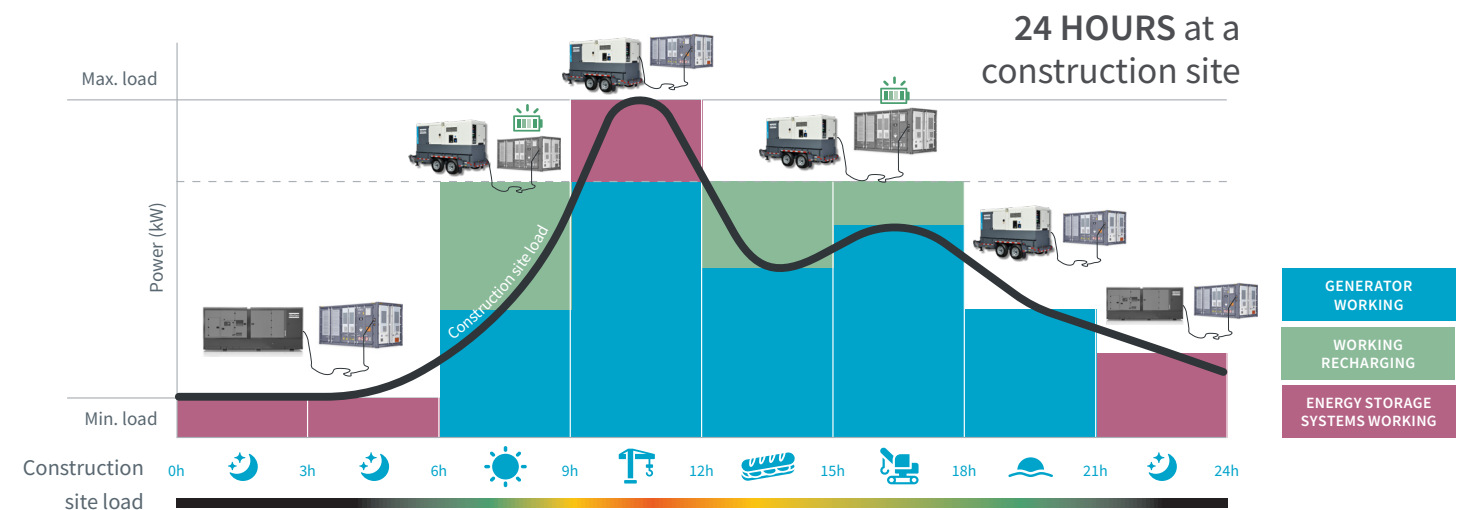 24 HOURS at a
construction site
Max. load
Power (kW)
Construction site load
Min. load
GENERATOR
WORKING
WORKING
RECHARGING
ENERGY STORAGE
SYSTEMS WORKING
Construction
site load
0h 3h 6h 9h 12h 15h 18h 21h 24h